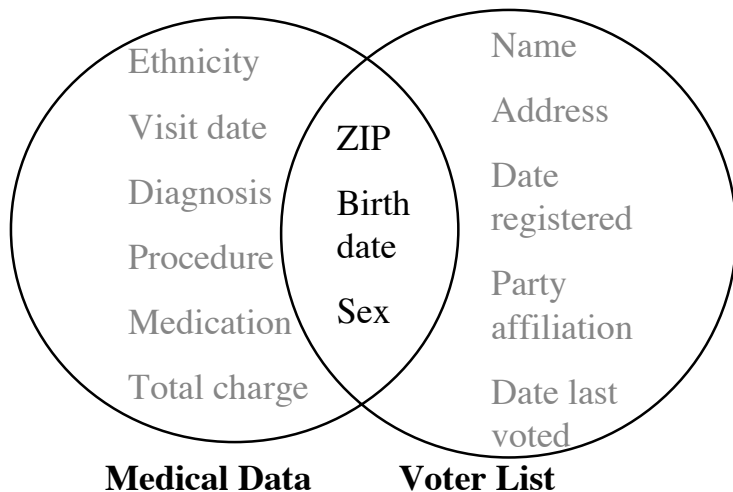 Ethnicity
Visit date
Diagnosis
Procedure
Medication
Total charge
ZIP
Birth
date
Sex
Name
Address
Date
registered
Party
affiliation
Date last
voted
Medical Data
Voter List